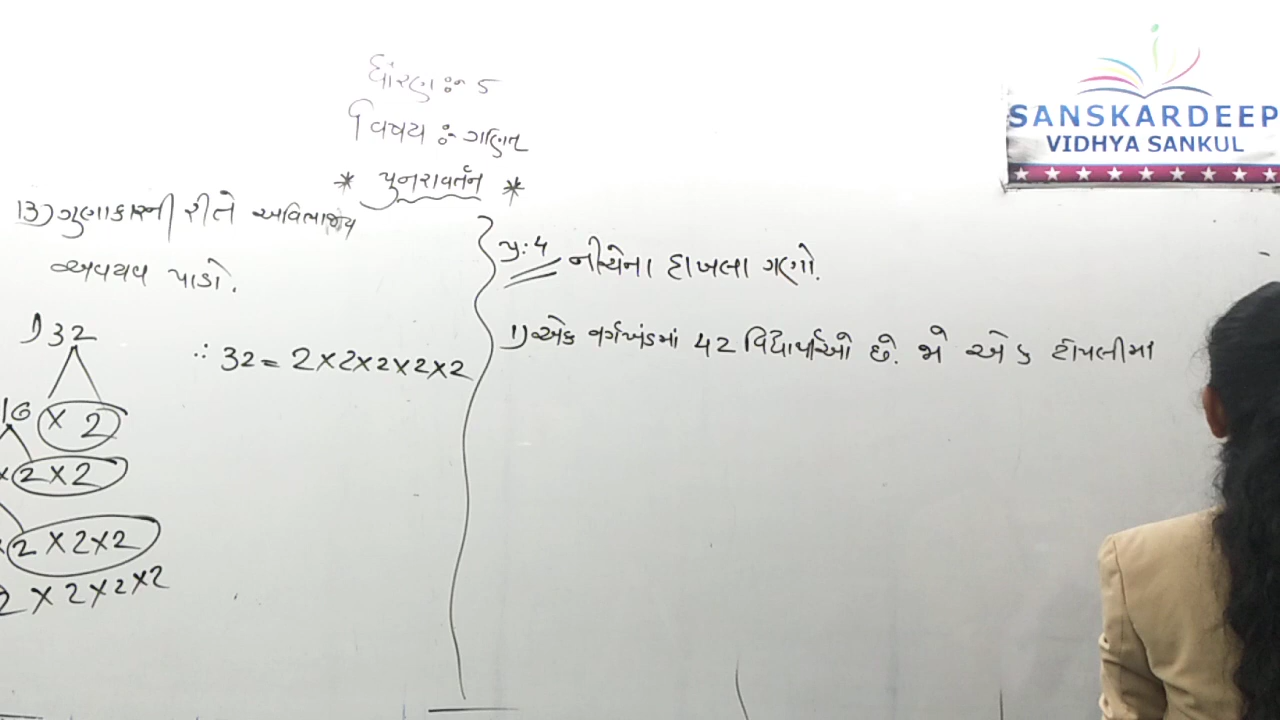 ધોરણ :- ૬
વિષય :- ગણિત
* પુનરાવર્તન *
SANSKARDEEP
VIDHYA SANKUL
13) ગુણાકારની રીતે અવિભાજ્ય
અવયવ પાડો.
1) 32
∴ 32 = 2×2×2×2×2
16 × 2
× 2 × 2
× 2 × 2 × 2
2 × 2 × 2 × 2
પ્ર: 4 નીચેના દાખલા ગણો.
1) એક વર્ગખંડમાં 42 વિદ્યાર્થીઓ છે. જો એક ટોપલીમાં